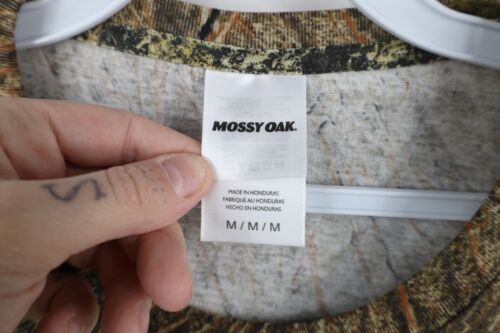 MOSSY OAK.
MADE IN HONDURAS
FABRIQUÉ AU HONDURAS
HECHO EN HONDURAS
M / M / M